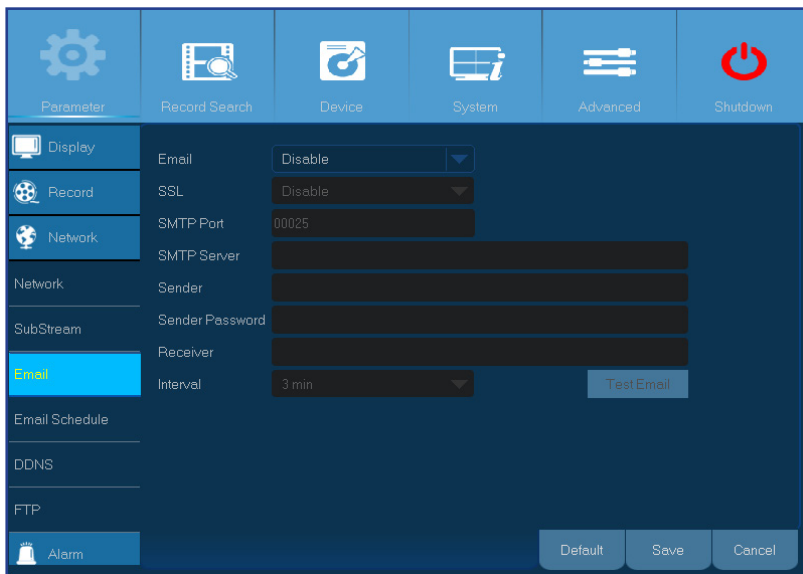 Parameter
Record Search
Device
System
Advanced
Shutdown
Display
Record
Network
Network
SubStream
Email
Email Schedule
DDNS
FTP
Alarm
Email Disable
SSL Disable
SMTP Port 00025
SMTP Server
Sender
Sender Password
Receiver
Interval 3 min Test Email
Default Save Cancel